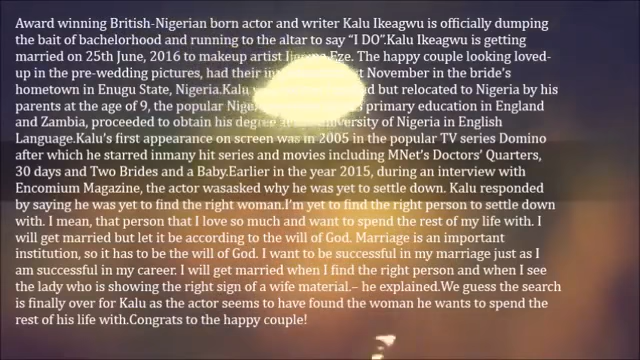 Award winning British-Nigerian born actor and writer Kalu Ikeagwu is officially dumping
the bait of bachelorhood and running to the altar to say "I DO".Kalu Ikeagwu is getting
married on 25th June, 2016 to makeup artist Eze. The happy couple looking loved-
up in the pre-wedding pictures, had their November in the bride's
hometown in Enugu State, Nigeria.Kalu but relocated to Nigeria by his
parents at the age of 9, the popular primary education in England
and Zambia, proceeded to obtain his degree University of Nigeria in English
Language.Kalu's first appearance on screen was in 2005 in the popular TV series Domino
after which he starred inmany hit series and movies including MNet's Doctors' Quarters,
30 days and Two Brides and a Baby.Earlier in the year 2015, during an interview with
Encomium Magazine, the actor wasasked why he was yet to settle down. Kalu responded
by saying he was yet to find the right woman.I'm yet to find the right person to settle down
with. I mean, that person that I love so much and want to spend the rest of my life with. I
will get married but let it be according to the will of God. Marriage is an important
institution, so it has to be the will of God. I want to be successful in my marriage just as I
am successful in my career. I will get married when I find the right person and when I see
the lady who is showing the right sign of a wife material.– he explained.We guess the search
is finally over for Kalu as the actor seems to have found the woman he wants to spend the
rest of his life with.Congrats to the happy couple!